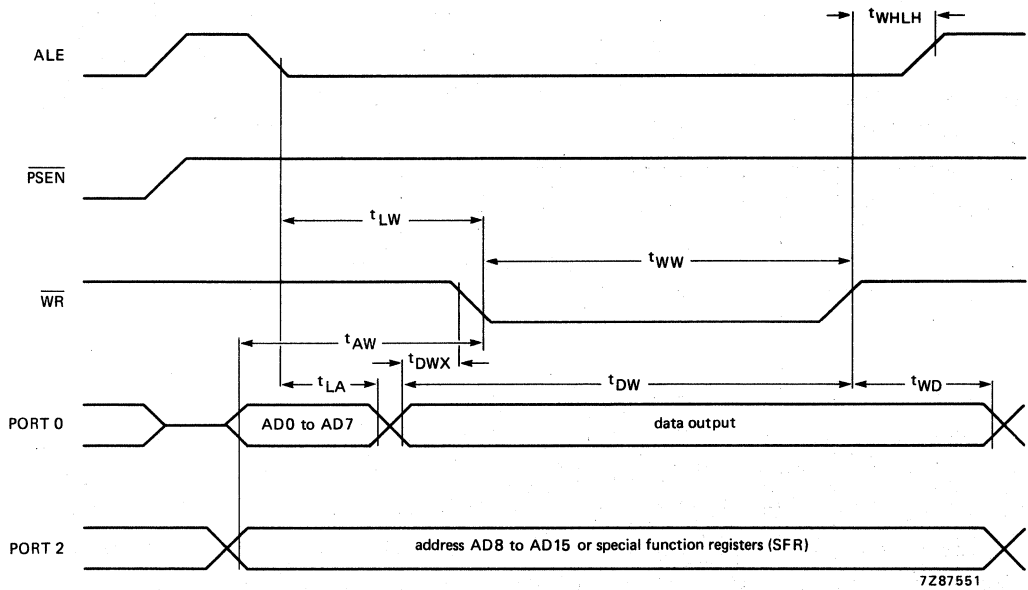 tWHLH
ALE
PSEN
tLW
tWW
WR
tAW
tDWX
tLA
tDW
tWD
PORT 0
AD0 to AD7
data output
PORT 2
address AD8 to AD15 or special function registers (SFR)
7Z87551